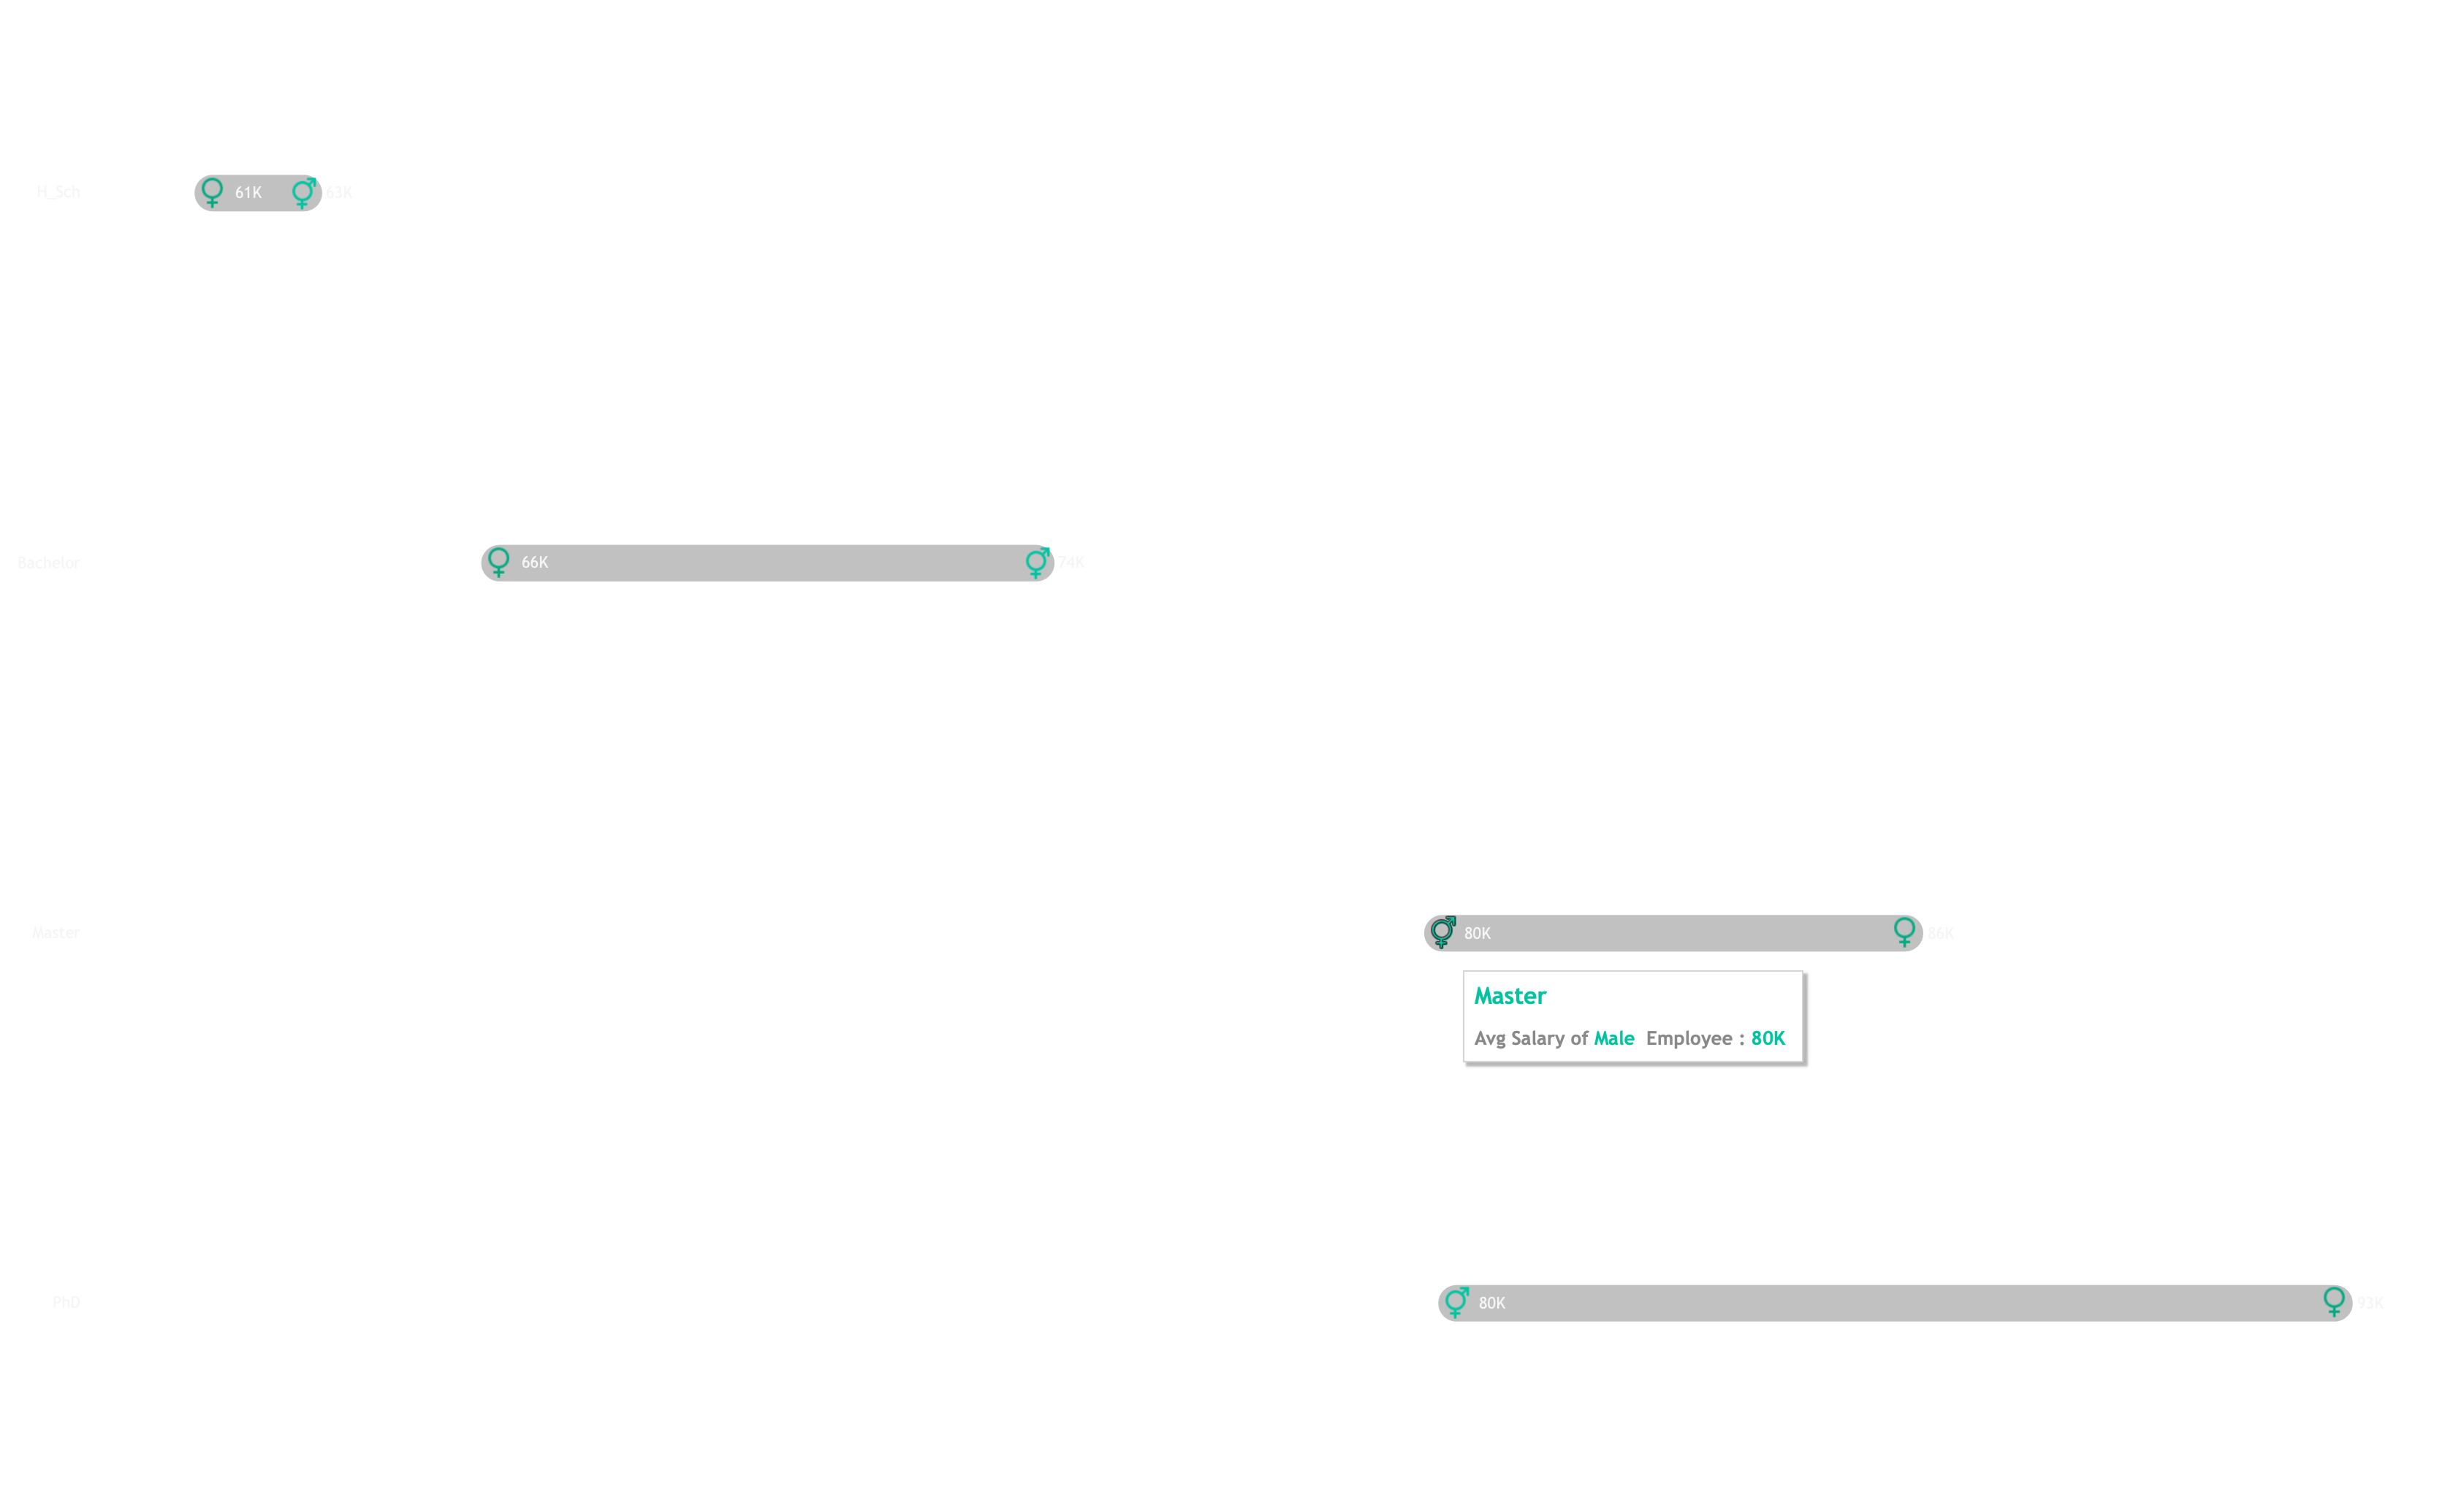 H_Sch 61K 63K
Bachelor 66K 74K
Master 80K 86K
Master
Avg Salary of Male Employee : 80K
PhD 80K 93K